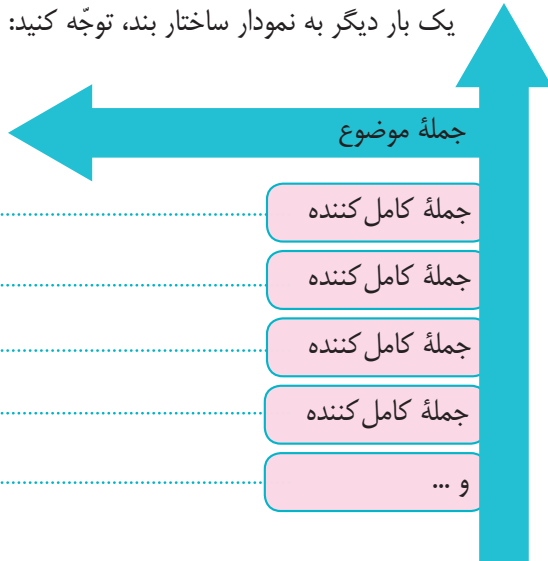 یک بار دیگر به نمودار ساختار بند، توجّه کنید:
جملهٔ موضوع
جملهٔ کامل‌کننده
جملهٔ کامل‌کننده
جملهٔ کامل‌کننده
جملهٔ کامل‌کننده
و ...